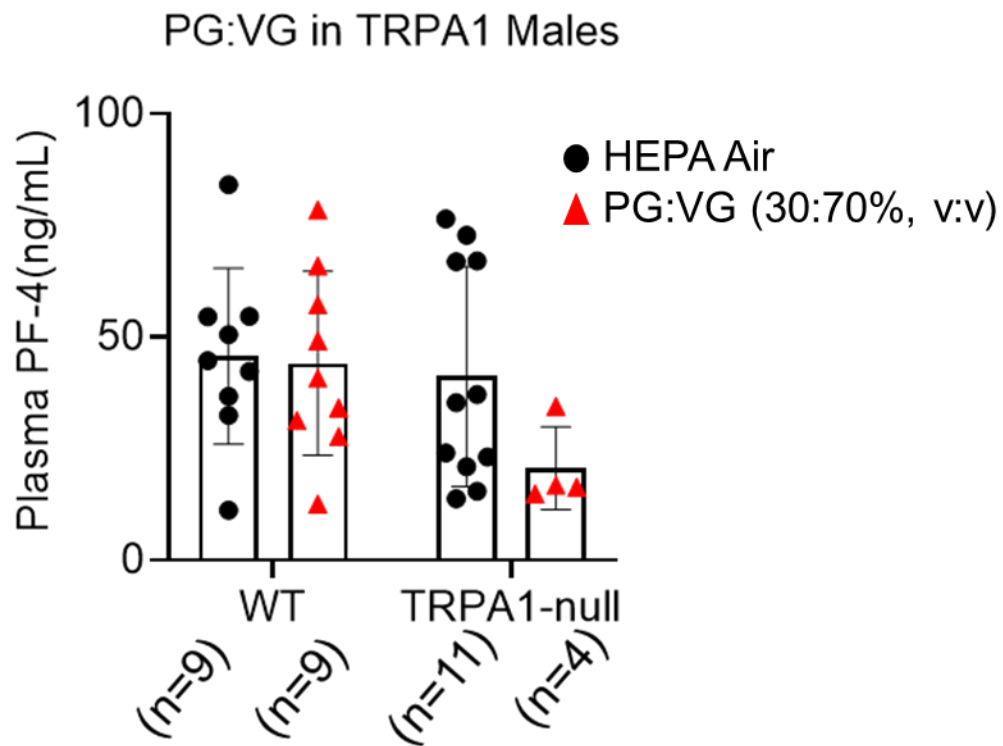 PG:VG in TRPA1 Males
Plasma PF-4(ng/mL)
100
50
0
HEPA Air
PG:VG (30:70%, v:v)
WT
TRPA1-null
(n=9)
(n=9)
(n=11)
(n=4)